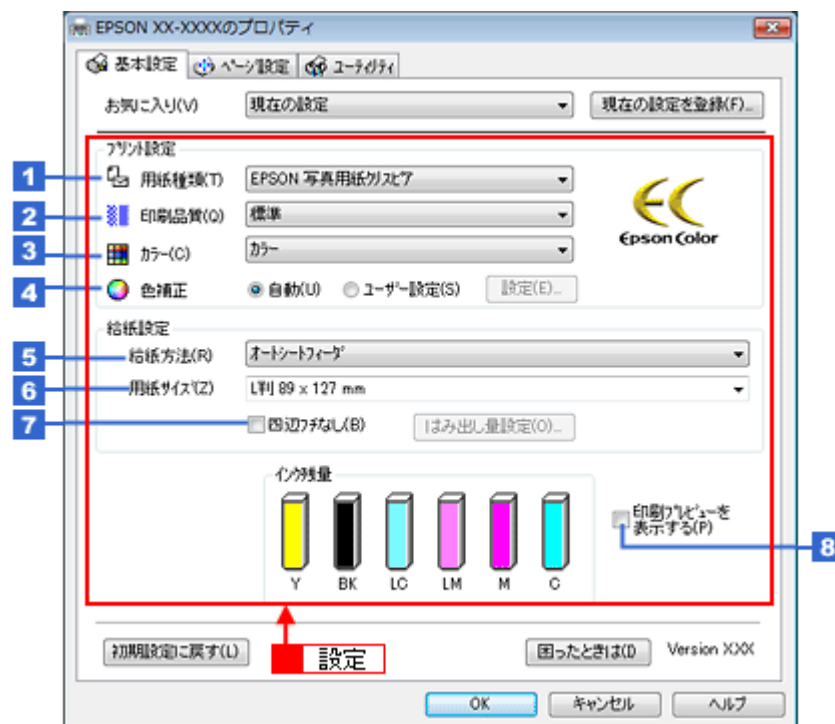 EPSON XX-XXXXのプロパティ
基本設定 ページ設定 ユーティリティ
お気に入り(V) 現在の設定 現在の設定を登録(F)...
プリント設定
1 用紙種類(T) EPSON 写真用紙クリスピア
2 印刷品質(Q) 標準
Epson Color
3 カラー(C) カラー
4 色補正 自動(U) ユーザー設定(S) 設定(E)...
給紙設定
5 給紙方法(R) オートシートフィーダ
6 用紙サイズ(Z) L判 89 x 127 mm
7 四辺フチなし(B) はみ出し量設定(O)...
インク残量
印刷プレビューを
表示する(P)
8
Y BK LC LM M C
初期設定に戻す(L) 設定 困ったときは(I) Version X.XX
OK キャンセル ヘルプ